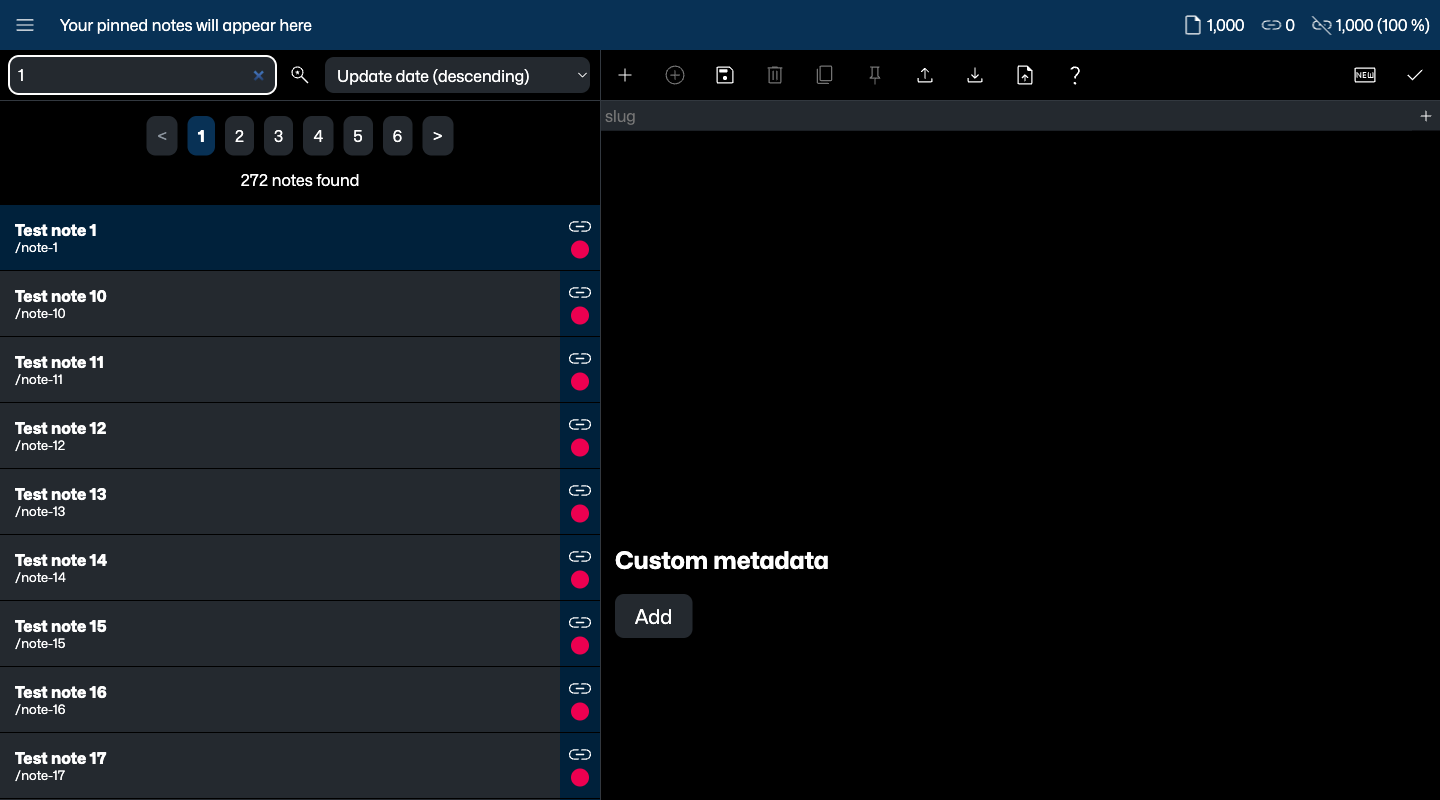 Your pinned notes will appear here
1,000
0
1,000 (100 %)
1
Update date (descending)
NEW
slug
< 1 2 3 4 5 6 >
272 notes found
Test note 1
/note-1
Test note 10
/note-10
Test note 11
/note-11
Test note 12
/note-12
Test note 13
/note-13
Test note 14
/note-14
Test note 15
/note-15
Test note 16
/note-16
Test note 17
/note-17
Custom metadata
Add